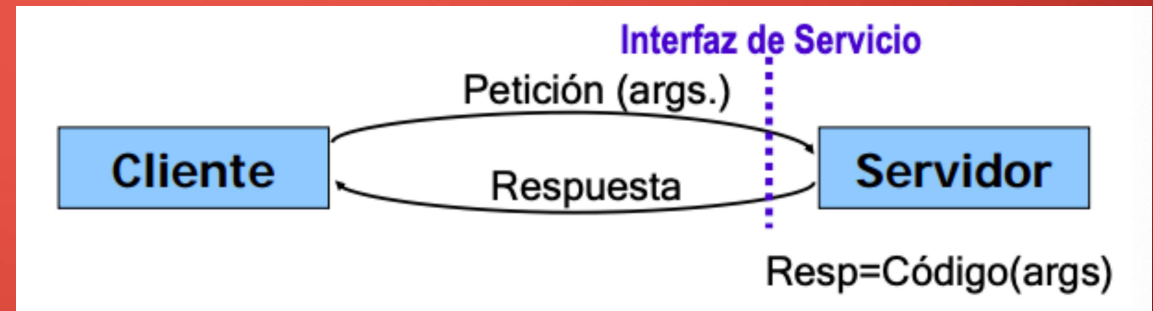 Interfaz de Servicio
Petición (args.)
Cliente
Servidor
Respuesta
Resp=Código(args)